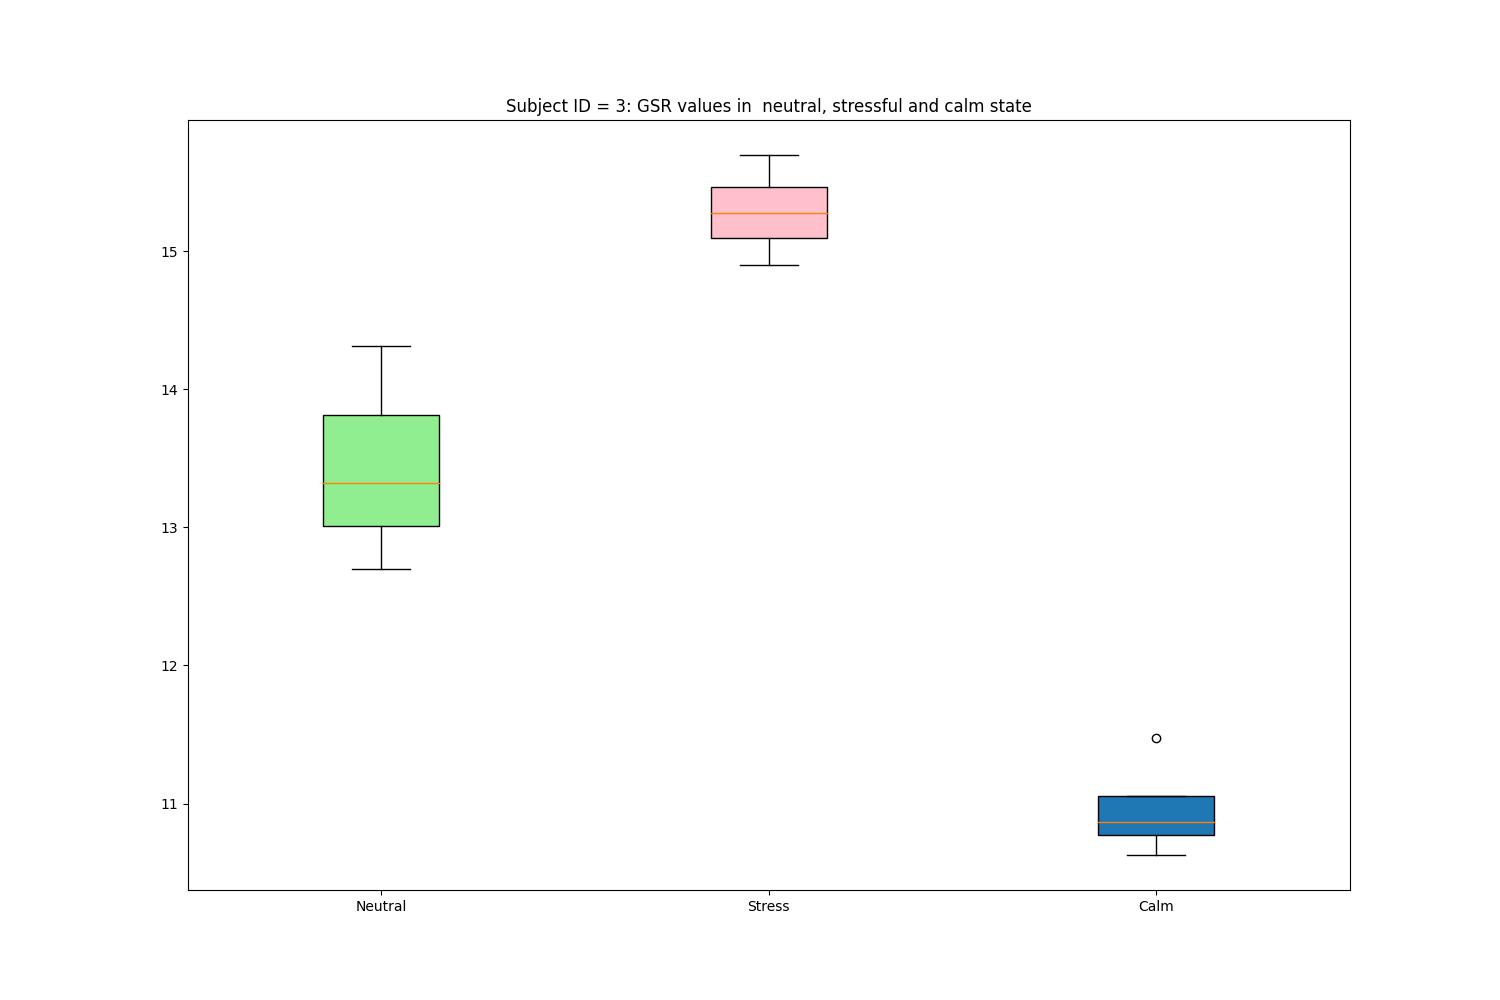 Subject ID = 3: GSR values in  neutral, stressful and calm state
15
14
13
12
11
Neutral
Stress
Calm